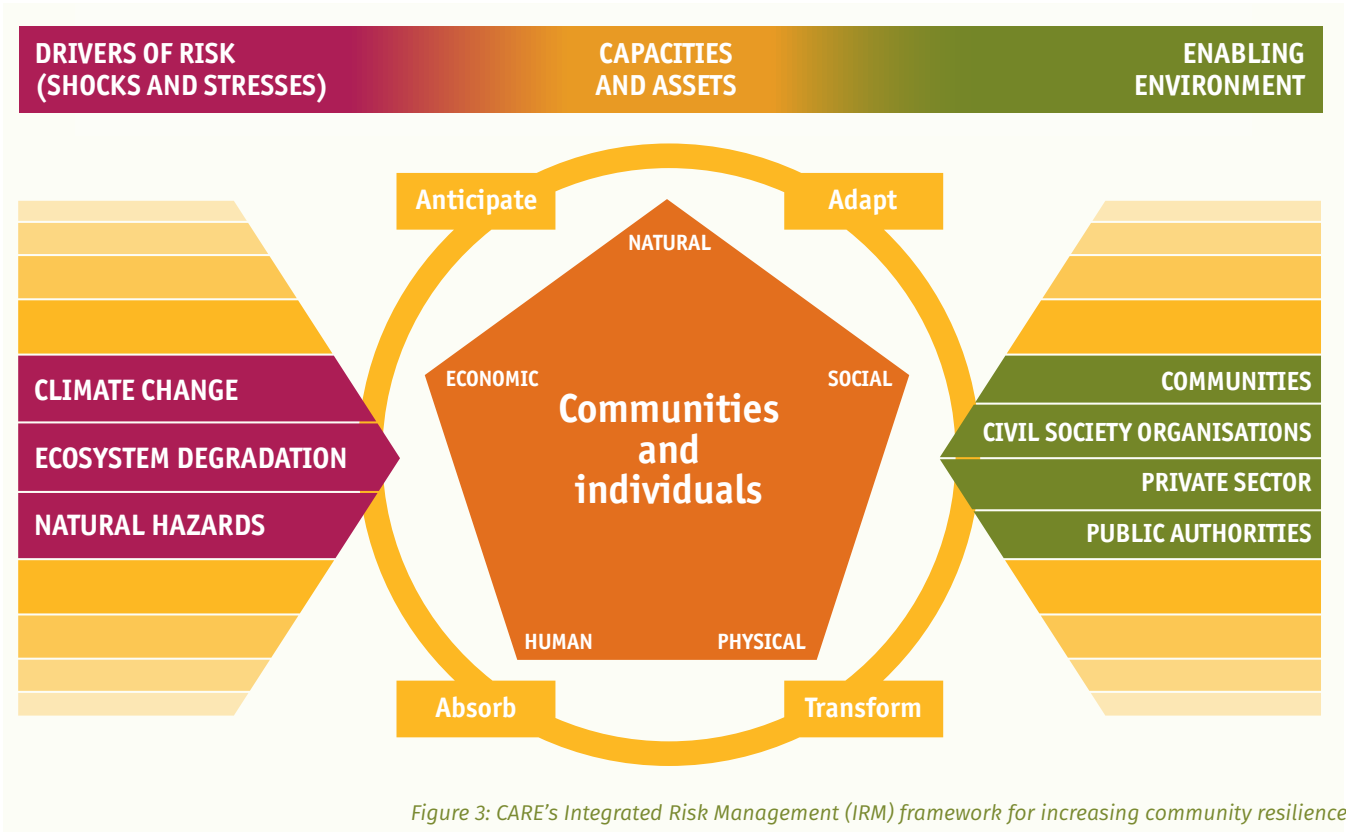 DRIVERS OF RISK
(SHOCKS AND STRESSES)
CAPACITIES
AND ASSETS
ENABLING
ENVIRONMENT
Anticipate
Adapt
NATURAL
ECONOMIC
SOCIAL
Communities
and
individuals
HUMAN
PHYSICAL
Absorb
Transform
CLIMATE CHANGE
ECOSYSTEM DEGRADATION
NATURAL HAZARDS
COMMUNITIES
CIVIL SOCIETY ORGANISATIONS
PRIVATE SECTOR
PUBLIC AUTHORITIES
Figure 3: CARE's Integrated Risk Management (IRM) framework for increasing community resilience